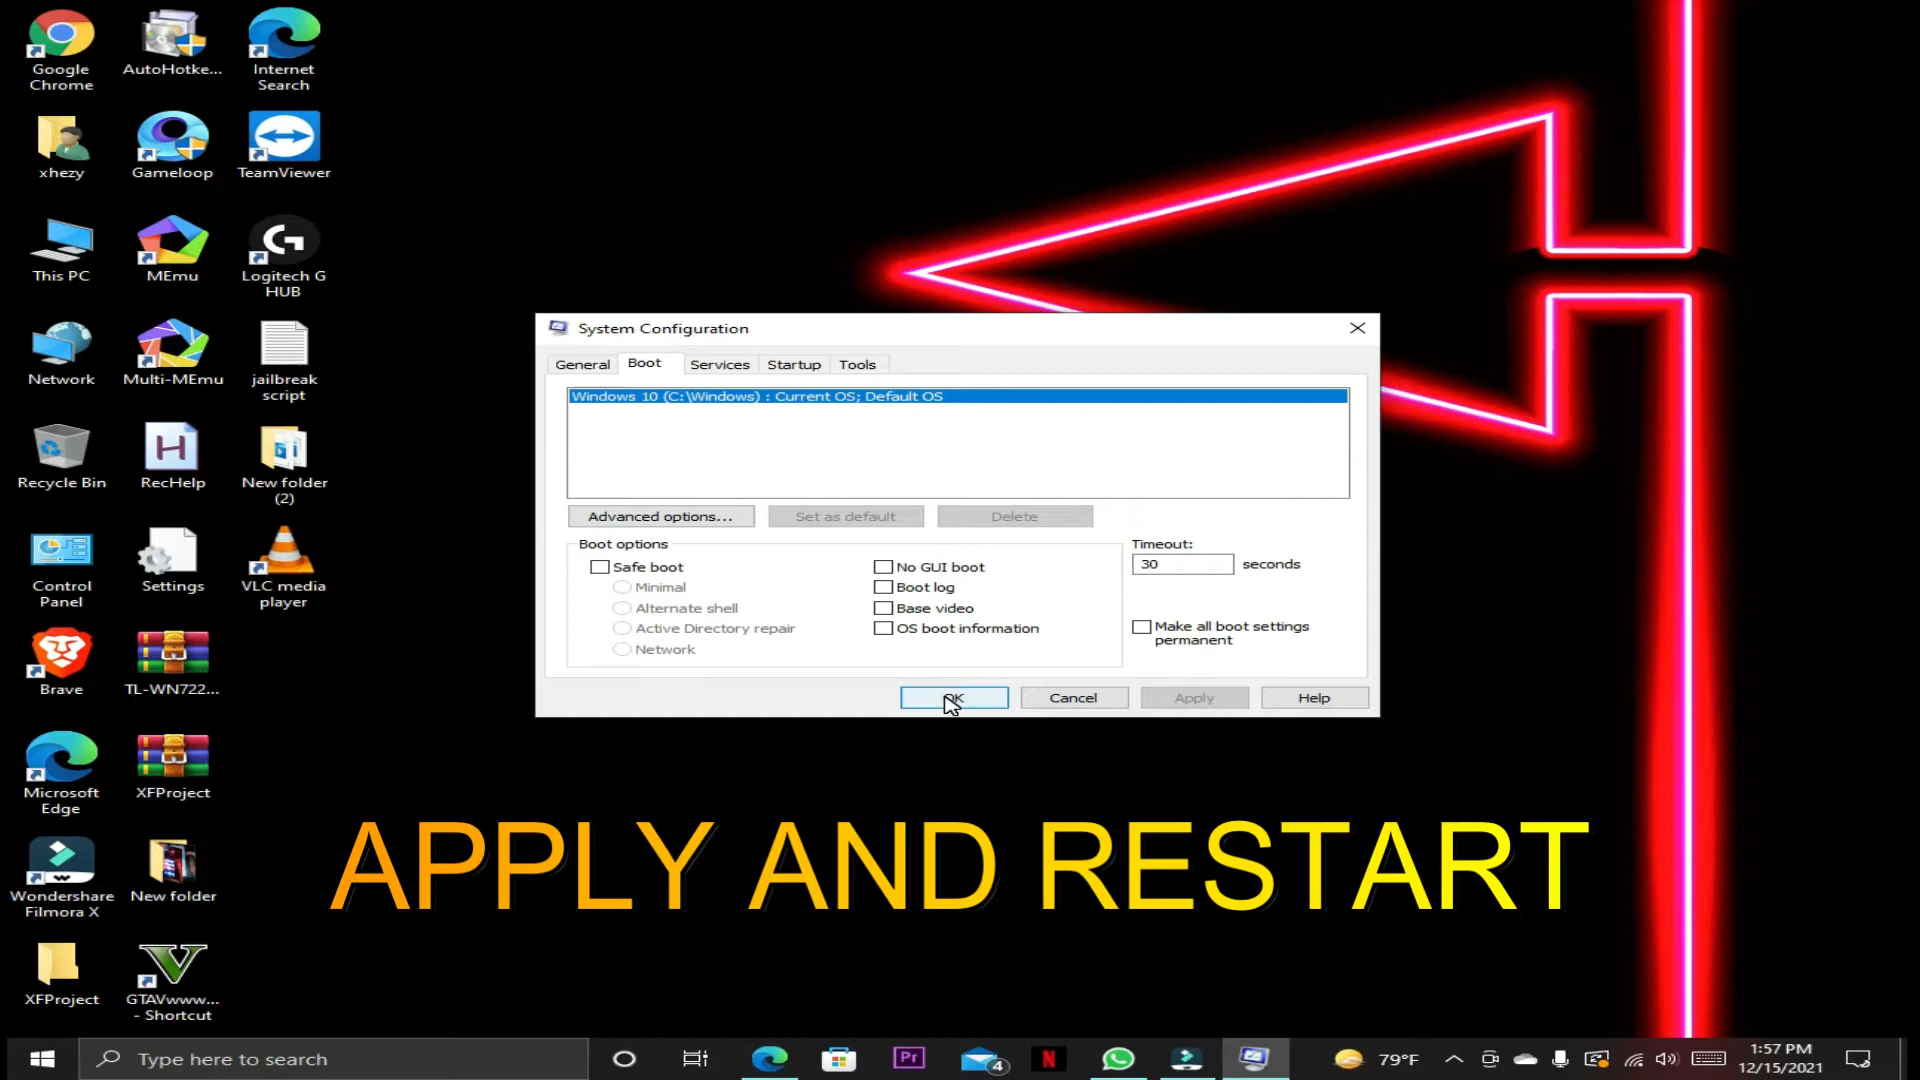 Google
Chrome
AutoHotke...
Internet
Search
xhezy
Gameloop
TeamViewer
This PC
MEmu
Logitech G
HUB
Network
Multi-MEmu
jailbreak
script
Recycle Bin
RecHelp
New folder
(2)
Control
Panel
Settings
VLC media
player
Brave
TL-WN722...
Microsoft
Edge
XFProject
Wondershare
Filmora X
New folder
XFProject
GTAVwww...
- Shortcut
System Configuration
General Boot Services Startup Tools
Windows 10 (C:\Windows) : Current OS; Default OS
Advanced options... Set as default Delete
Boot options
Timeout:
Safe boot
No GUI boot
30 seconds
Minimal
Boot log
Alternate shell
Base video
Active Directory repair
OS boot information
Make all boot settings
permanent
Network
OK Cancel Apply Help
APPLY AND RESTART
Type here to search
Pr
4
N
79°F
1:57 PM
12/15/2021